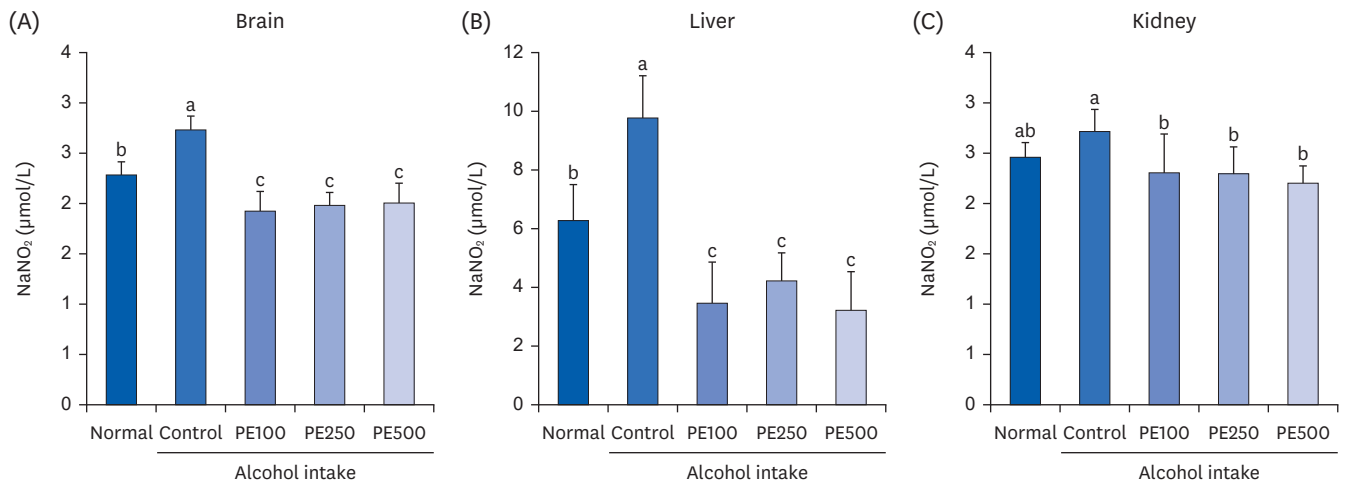 (A) Brain
4
3
3
2
2
1
1
0
NaNO₂ (µmol/L)
b
a
c
c
c
Normal Control PE100 PE250 PE500
Alcohol intake
(B) Liver
12
10
8
6
4
2
0
NaNO₂ (µmol/L)
b
a
c
c
c
Normal Control PE100 PE250 PE500
Alcohol intake
(C) Kidney
4
3
3
2
2
1
1
0
NaNO₂ (µmol/L)
ab
a
b
b
b
Normal Control PE100 PE250 PE500
Alcohol intake